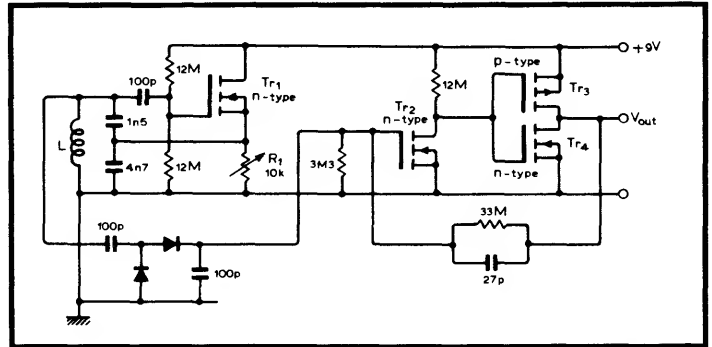 +9V
12M
100p
Tr1
n-type
1n5
L
4n7
12M
R1
10k
12M
p-type
Tr3
Tr2
n-type
Vout
3M3
Tr4
n-type
33M
27p
100p
100p